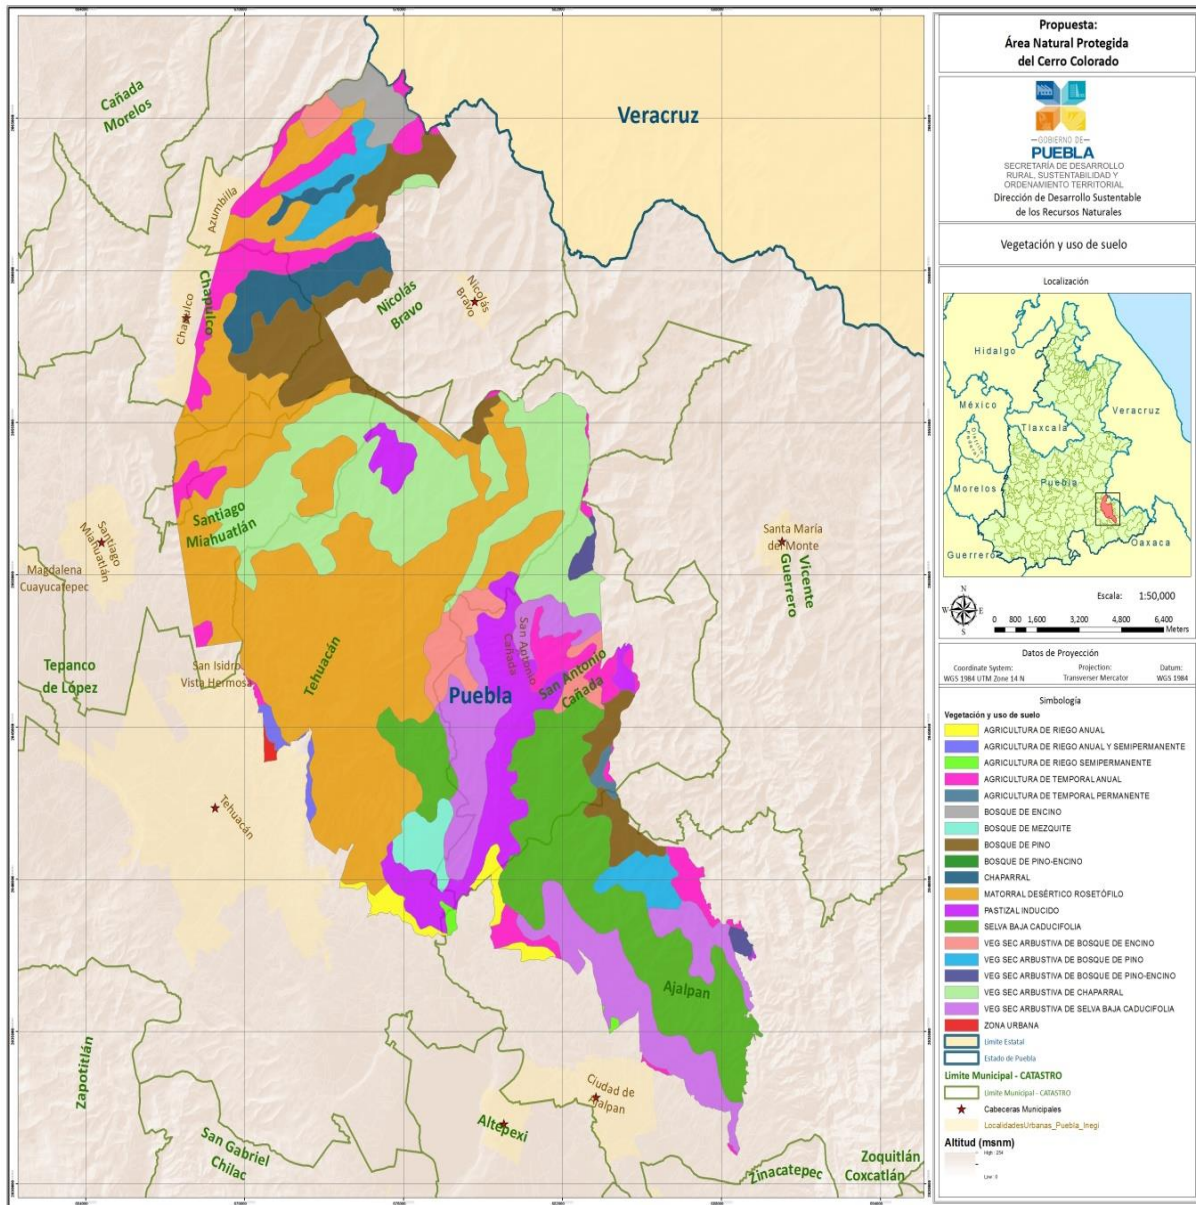 Cañada
Morelos
Veracruz
Azumbilla
Chapulco
Chapulco
Nicolás
Bravo
Nicolás
Bravo
Santiago
Miahuatlán
Santiago
Miahuatlán
Magdalena
Cuayucatepec
Santa María
del Monte
Vicente
Guerrero
Tehuacán
San Antonio
Cañada
San Antonio
Cañada
Tepanco
de López
San Isidro
Vista Hermosa
Puebla
Tehuacán
Ajalpan
Zapotitlán
Ciudad de
Ajalpan
Altepexi
San Gabriel
Chilac
Zinacatepec
Zoquitlán
Coxcatlán
Propuesta:
Área Natural Protegida
del Cerro Colorado
GOBIERNO DE
PUEBLA
SECRETARÍA DE DESARROLLO
RURAL, SUSTENTABILIDAD Y
ORDENAMIENTO TERRITORIAL
Dirección de Desarrollo Sustentable
de los Recursos Naturales
Vegetación y uso de suelo
Localización
Hidalgo
México
Tlaxcala
Veracruz
Morelos
Puebla
Guerrero
Oaxaca
N
W E
S
Escala: 1:50,000
0 800 1,600 3,200 4,800 6,400
Meters
Datos de Proyección
Coordinate System: Projection: Datum:
WGS 1984 UTM Zone 14 N Transverser Mercator WGS 1984
Simbología
Vegetación y uso de suelo
AGRICULTURA DE RIEGO ANUAL
AGRICULTURA DE RIEGO ANUAL Y SEMIPERMANENTE
AGRICULTURA DE RIEGO SEMIPERMANENTE
AGRICULTURA DE TEMPORAL ANUAL
AGRICULTURA DE TEMPORAL PERMANENTE
BOSQUE DE ENCINO
BOSQUE DE MEZQUITE
BOSQUE DE PINO
BOSQUE DE PINO-ENCINO
CHAPARRAL
MATORRAL DESÉRTICO ROSETÓFILO
PASTIZAL INDUCIDO
SELVA BAJA CADUCIFOLIA
VEG SEC ARBUSTIVA DE BOSQUE DE ENCINO
VEG SEC ARBUSTIVA DE BOSQUE DE PINO
VEG SEC ARBUSTIVA DE BOSQUE DE PINO-ENCINO
VEG SEC ARBUSTIVA DE CHAPARRAL
VEG SEC ARBUSTIVA DE SELVA BAJA CADUCIFOLIA
ZONA URBANA
Límite Estatal
Estado de Puebla
Limite Municipal - CATASTRO
Limite Municipal - CATASTRO
Cabeceras Municipales
LocalidadesUrbanas_Puebla_Inegi
Altitud (msnm)
High : 254
Low : 0